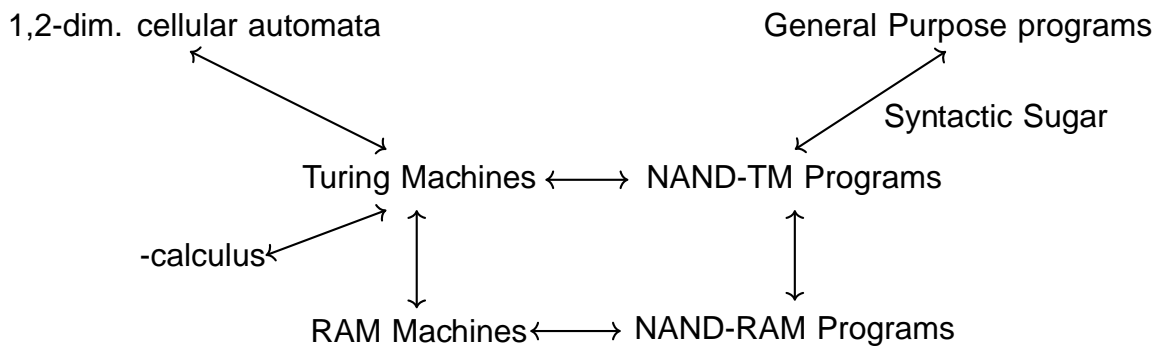 1,2-dim. cellular automata
General Purpose programs
Syntactic Sugar
Turing Machines
NAND-TM Programs
-calculus
RAM Machines
NAND-RAM Programs